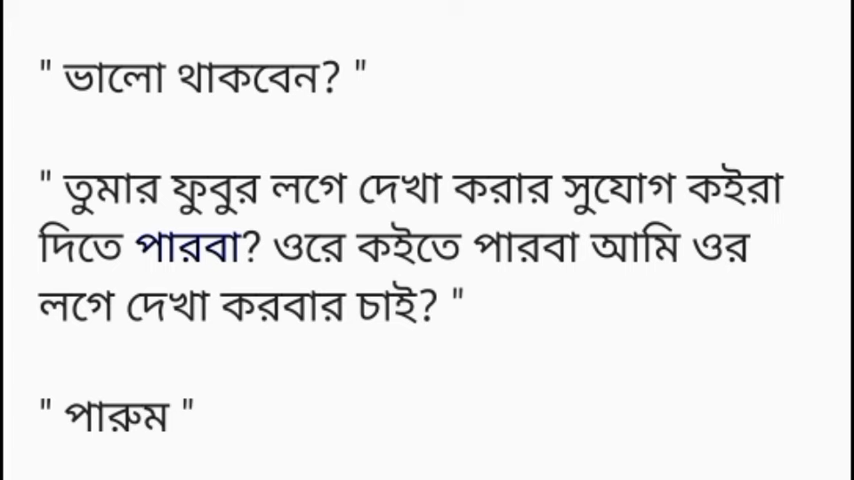 " ভালো থাকবেন? "
" তুমার ফুবুর লগে দেখা করার সুযোগ কইরা
দিতে পারবা? ওরে কইতে পারবা আমি ওর
লগে দেখা করবার চাই? "
" পারুম "